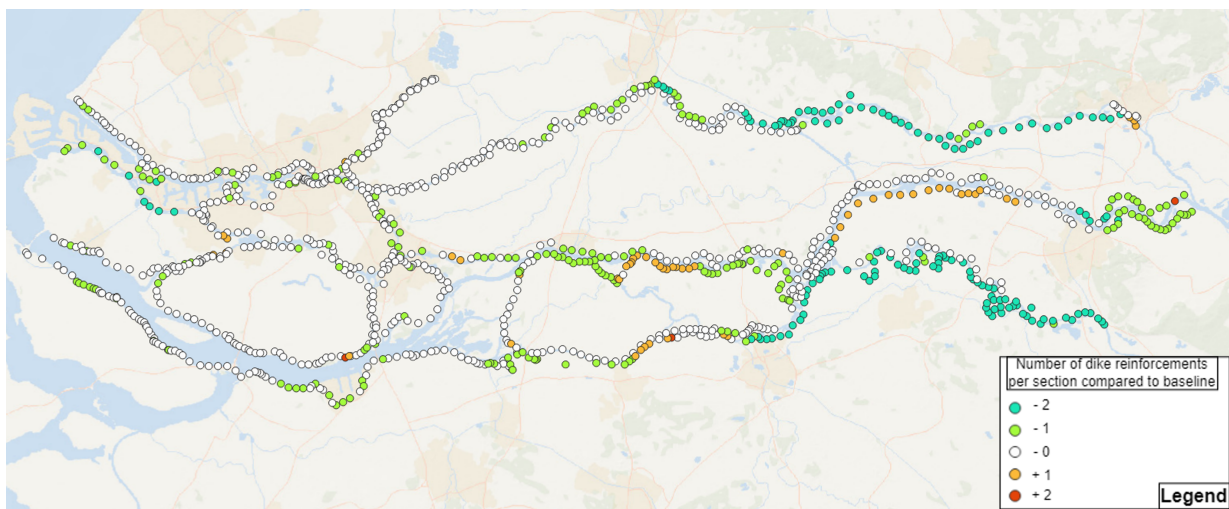 Number of dike reinforcements
per section compared to baseline
- 2
- 1
- 0
+ 1
+ 2
Legend